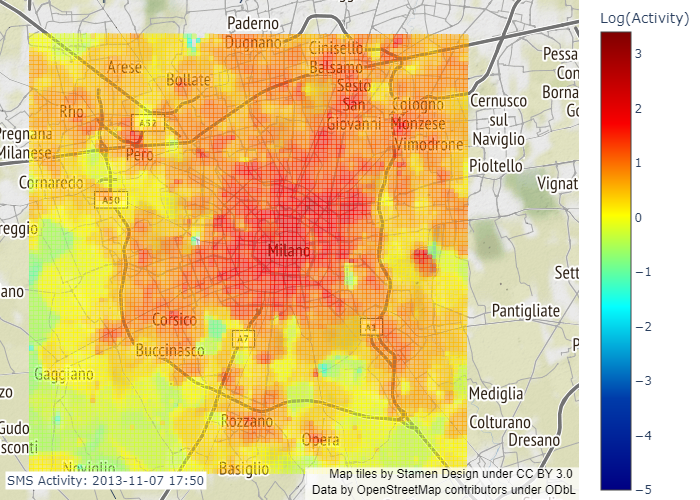 Log(Activity)
Paderno
Dugnano
Cinisello
Balsamo
Arese
Bollate
Sesto
San
Giovanni
Pessa
Con
Borna
Go
Rho
A52
Cologno
Monzese
Cernusco
sul
Naviglio
Pregnana
Milanese
Pero
Vimodrone
Pioltello
Cornaredo
A50
Vignat
reggio
Milano
Sett
ano
Pantigliate
Corsico
A7
A1
Buccinasco
P
Gaggiano
zo
Mediglia
Gudo
sconti
Rozzano
Opera
Colturano
Dresano
Noviglio
Basiglio
SMS Activity: 2013-11-07 17:50
Map tiles by Stamen Design under CC BY 3.0
Data by OpenStreetMap contributors under ODbL
3
2
1
0
−1
−2
−3
−4
−5